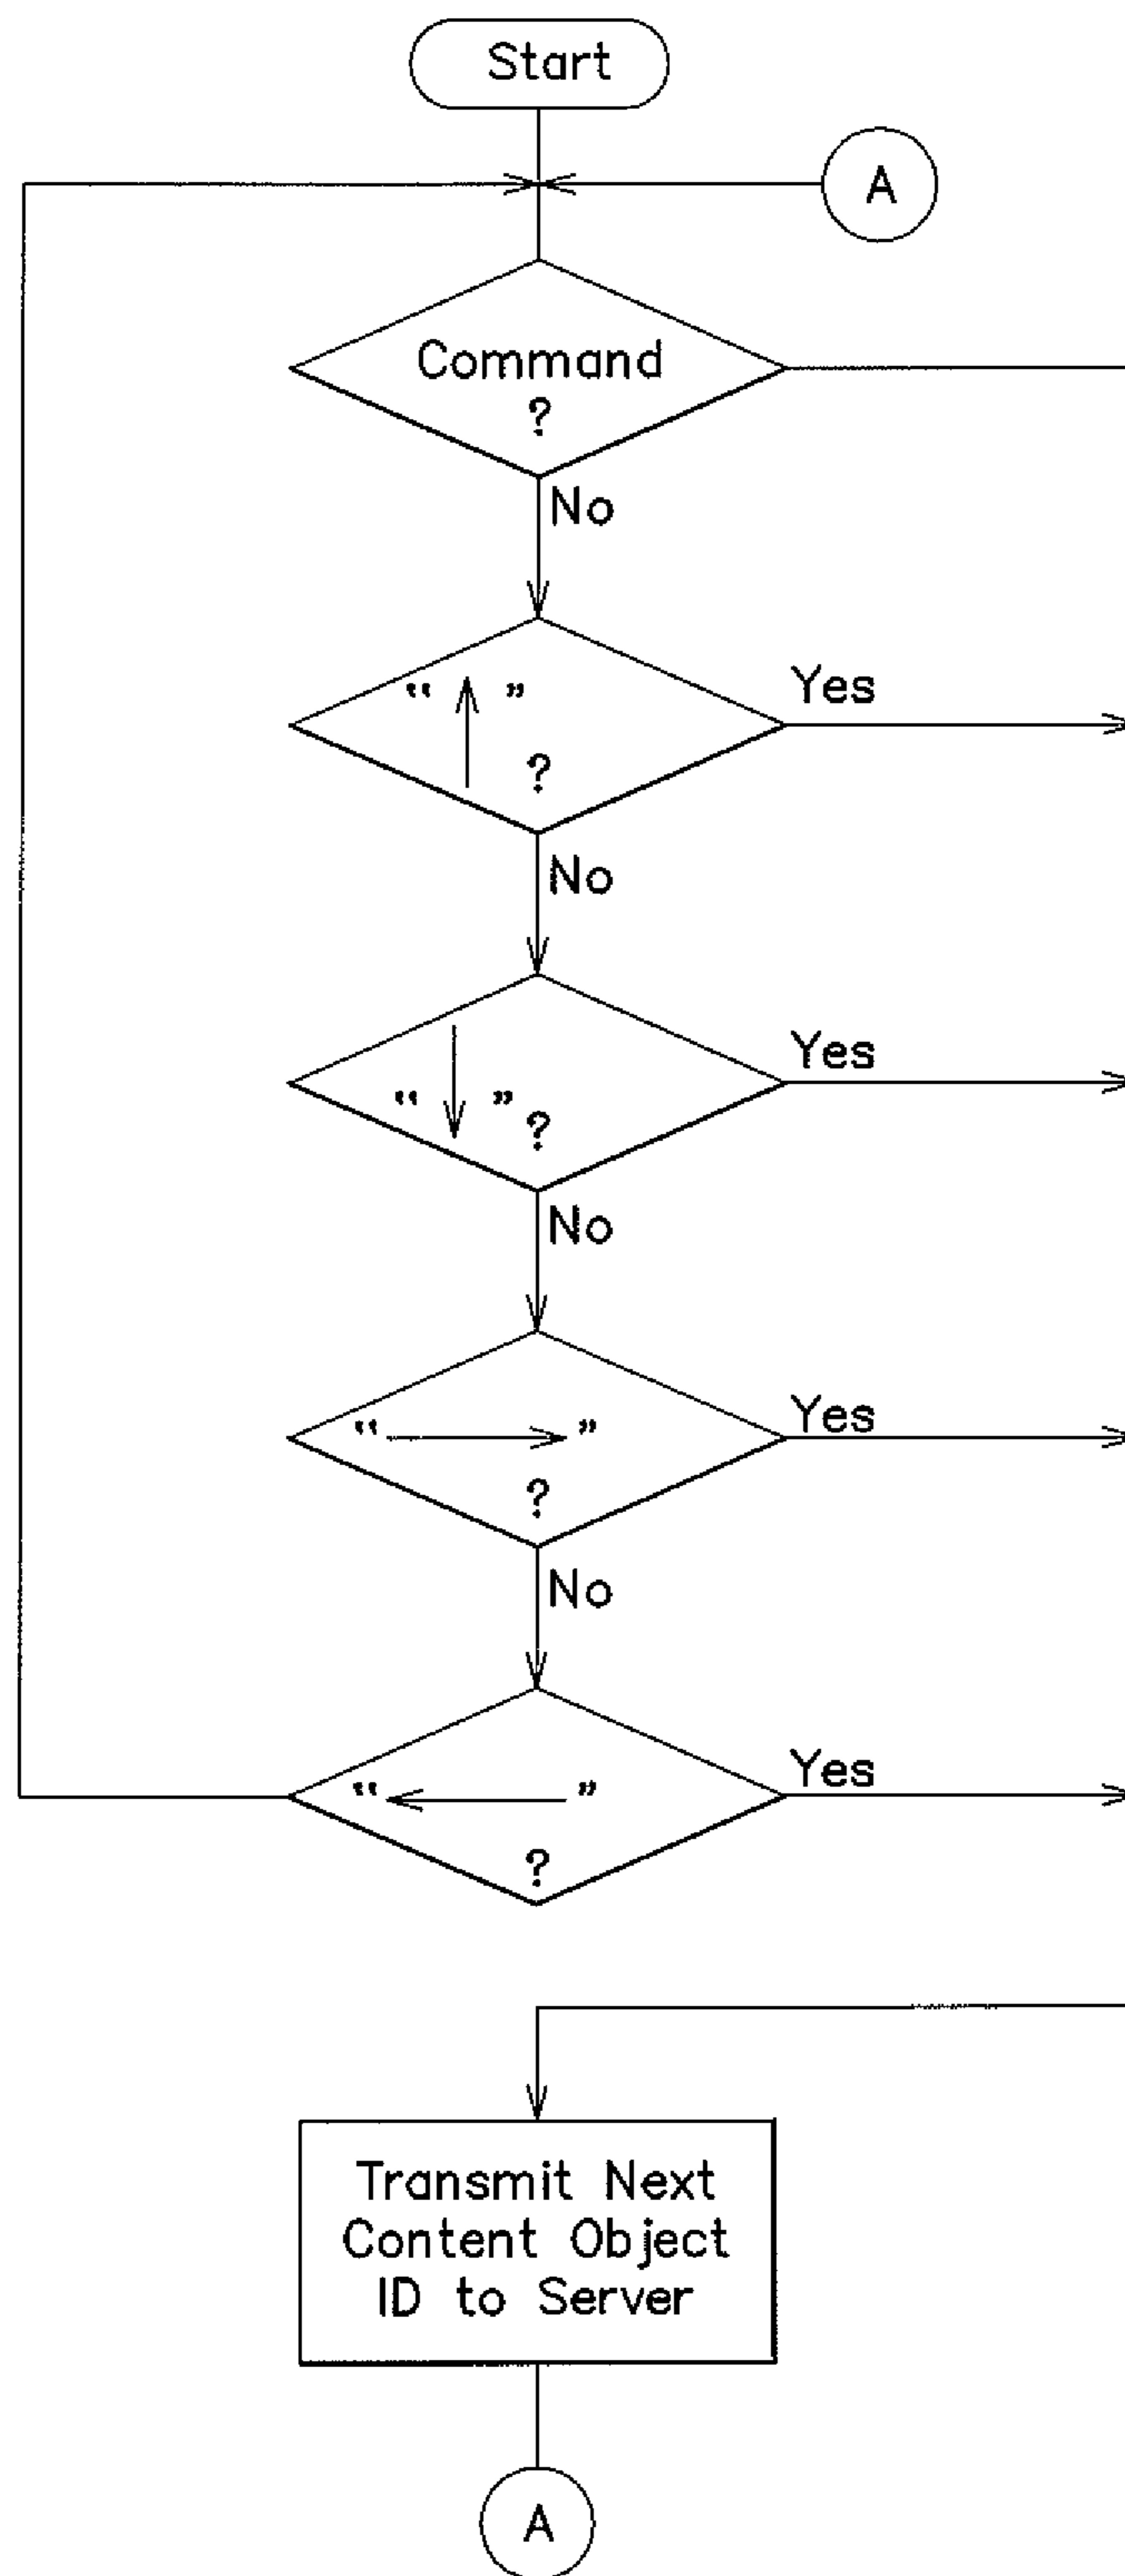 Start
A
Command
?
No
“ ↑ ”
?
Yes
No
“ ↓ ”
?
Yes
No
“ → ”
?
Yes
No
“ ← ”
?
Yes
Transmit Next
Content Object
ID to Server
A